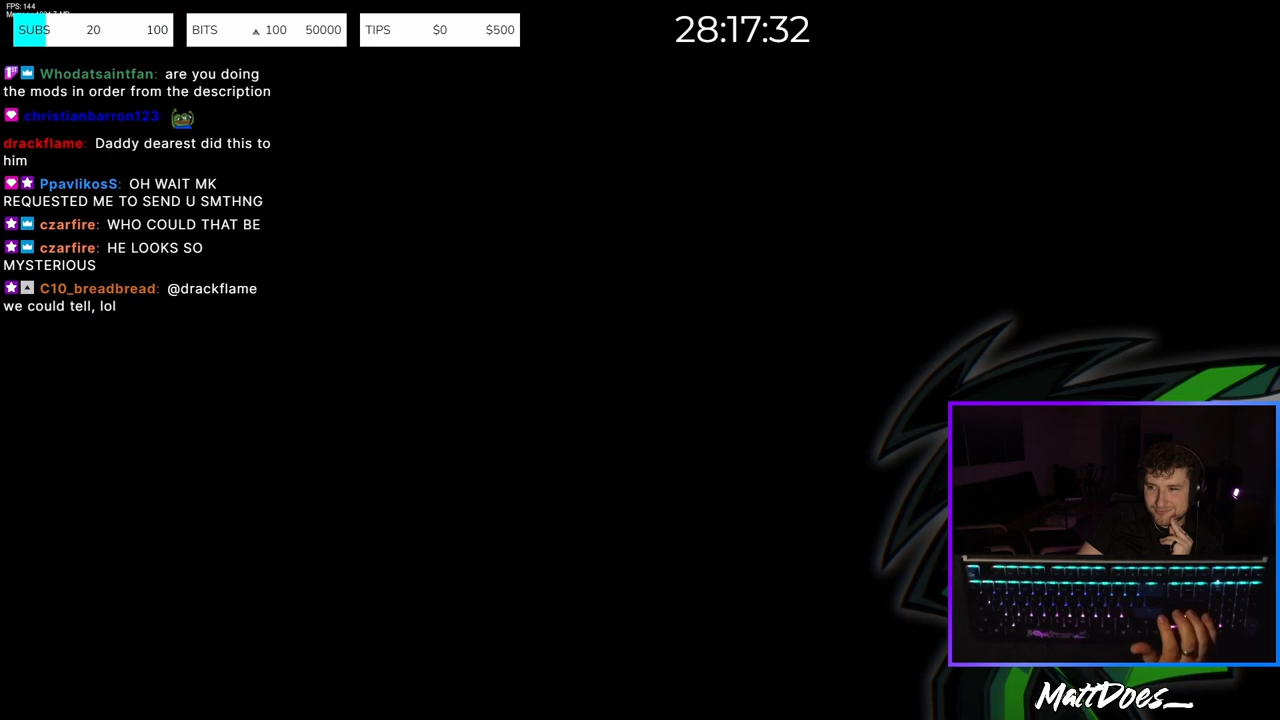 FPS: 144
SUBS 20 100 BITS 100 50000 TIPS $0 $500
28:17:32
Whodatsaintfan: are you doing
the mods in order from the description
christianbarron123
drackflame: Daddy dearest did this to
him
PpavlikosS: OH WAIT MK
REQUESTED ME TO SEND U SMTHNG
czarfire: WHO COULD THAT BE
czarfire: HE LOOKS SO
MYSTERIOUS
C10_breadbread: @drackflame
we could tell, lol
MattDoes_